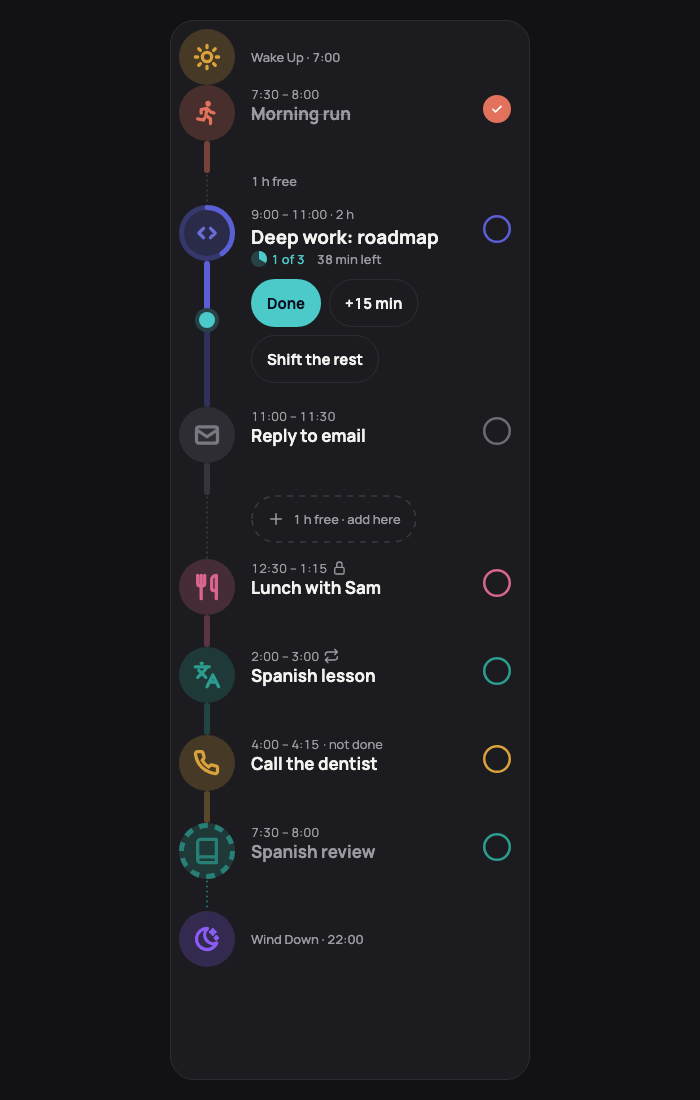 Wake Up · 7:00
7:30 – 8:00
Morning run
1 h free
9:00 – 11:00 · 2 h
Deep work: roadmap
1 of 3 38 min left
Done +15 min
Shift the rest
11:00 – 11:30
Reply to email
1 h free · add here
12:30 – 1:15
Lunch with Sam
2:00 – 3:00
Spanish lesson
4:00 – 4:15 · not done
Call the dentist
7:30 – 8:00
Spanish review
Wind Down · 22:00